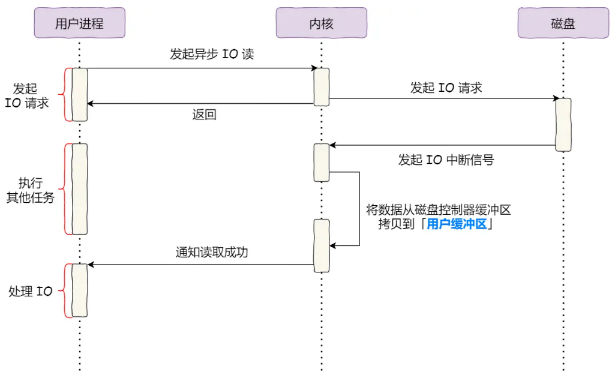 用户进程
内核
磁盘
发起异步 IO 读
发起
IO 请求
发起 IO 请求
返回
发起 IO 中断信号
执行
其他任务
将数据从磁盘控制器缓冲区
拷贝到「用户缓冲区」
通知读取成功
处理 IO